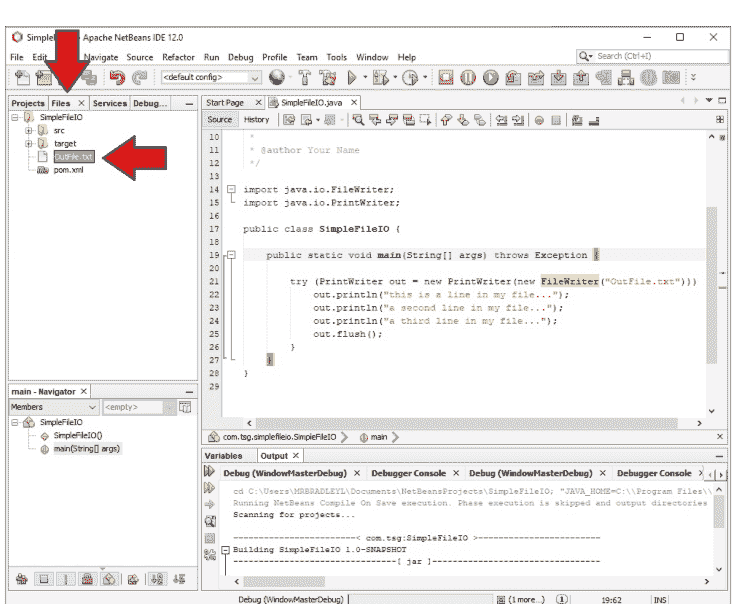 Apache NetBeans IDE 12.0
File Navigate Source Refactor Run Debug Profile Team Tools Window Help
Search (Ctrl+I)
<default config>
Projects Files × Services Debug...
Start Page × SimpleFileIO.java ×
Source History
SimpleFileIO
src
target
OutFile.txt
pom.xml
10 *
11 * @author Your Name
12 */
13
14 import java.io.FileWriter;
15 import java.io.PrintWriter;
16
17 public class SimpleFileIO {
18
19 public static void main(String[] args) throws Exception {
20
21 try (PrintWriter out = new PrintWriter(new FileWriter("OutFile.txt")))
22 out.println("this is a line in my file...");
23 out.println("a second line in my file...");
24 out.println("a third line in my file...");
25 out.flush();
26 }
27 }
28 }
29
com.tsg.simplefileio.SimpleFileIO main
main - Navigator ×
Members <empty>
SimpleFileIO
SimpleFileIO()
main(String[] args)
Variables Output ×
Debug (WindowMasterDebug) × Debugger Console × Debug (WindowMasterDebug) × Debugger Console ×
cd C:\Users\MRBRADLEYL\Documents\NetBeansProjects\SimpleFileIO; "JAVA_HOME=C:\\Program Files\\
Running NetBeans Compile On Save execution. Phase execution is skipped and output directories
Scanning for projects...
------------------------< com.tsg:SimpleFileIO >------------------------
Building SimpleFileIO 1.0-SNAPSHOT
--------------------------------[ jar ]---------------------------------
Debug (WindowMasterDebug) (1 more...) 1 19:62 INS